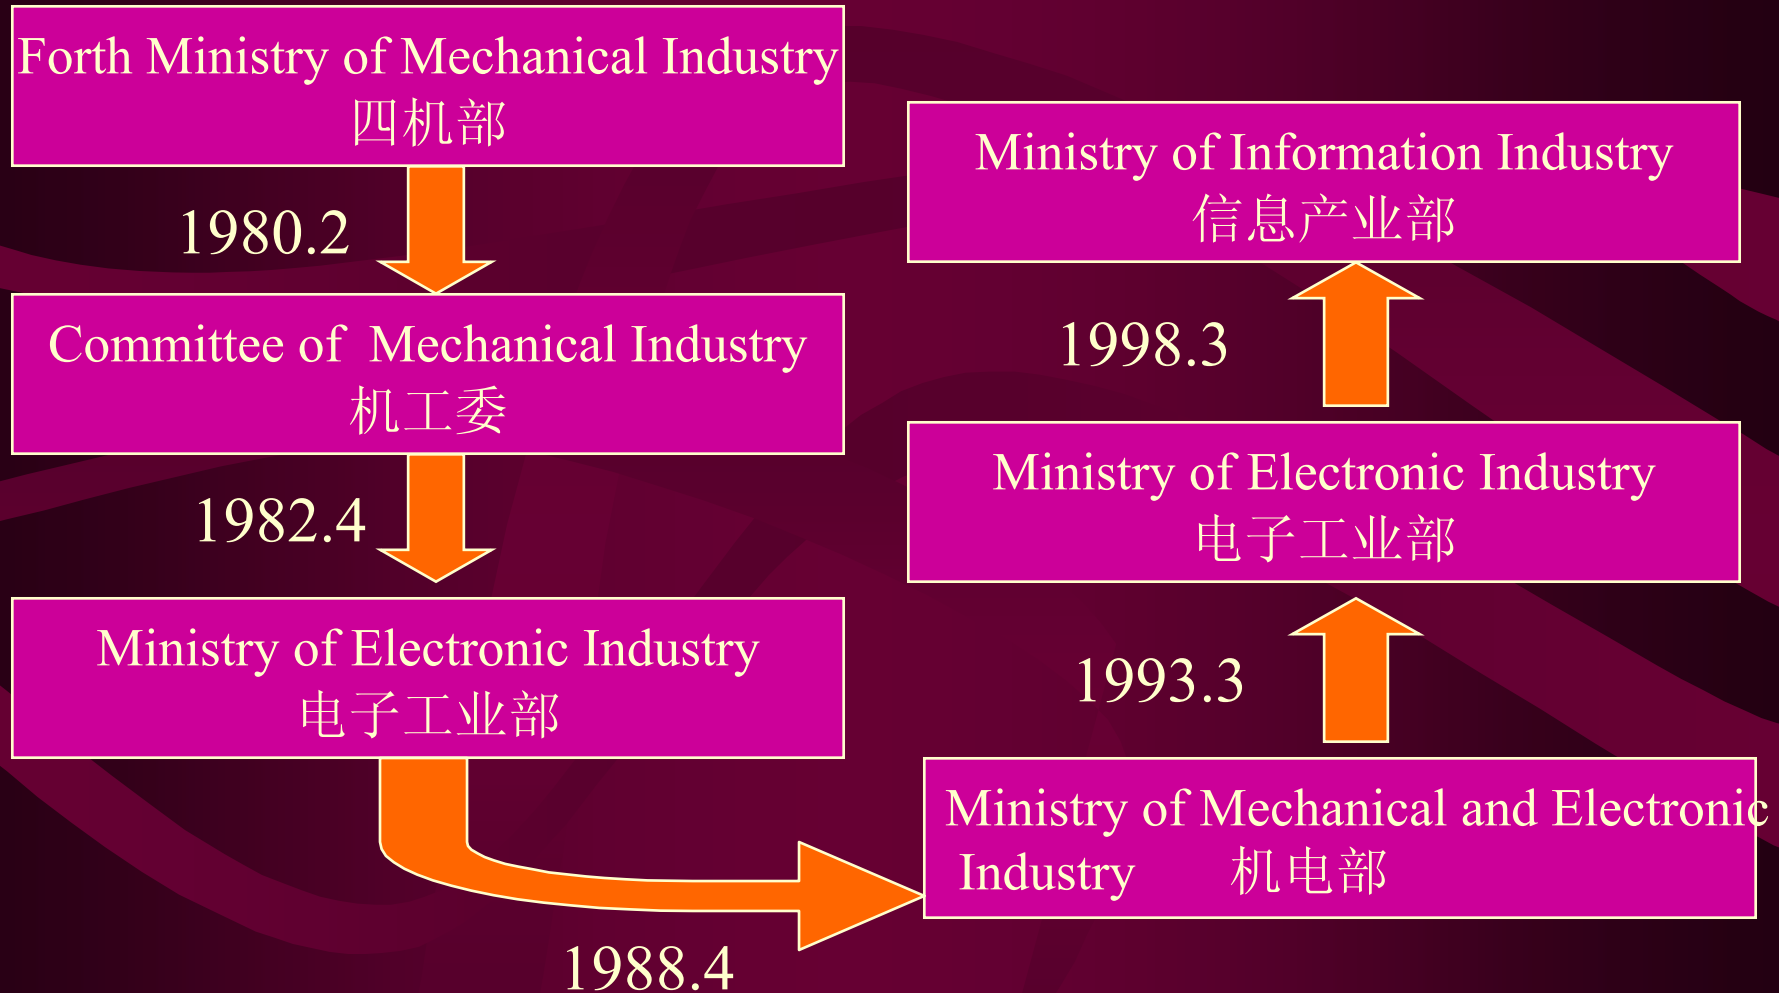 Forth Ministry of Mechanical Industry
四机部
1980.2
Committee of Mechanical Industry
机工委
1982.4
Ministry of Electronic Industry
电子工业部
1988.4
Ministry of Mechanical and Electronic
Industry 机电部
1993.3
Ministry of Electronic Industry
电子工业部
1998.3
Ministry of Information Industry
信息产业部